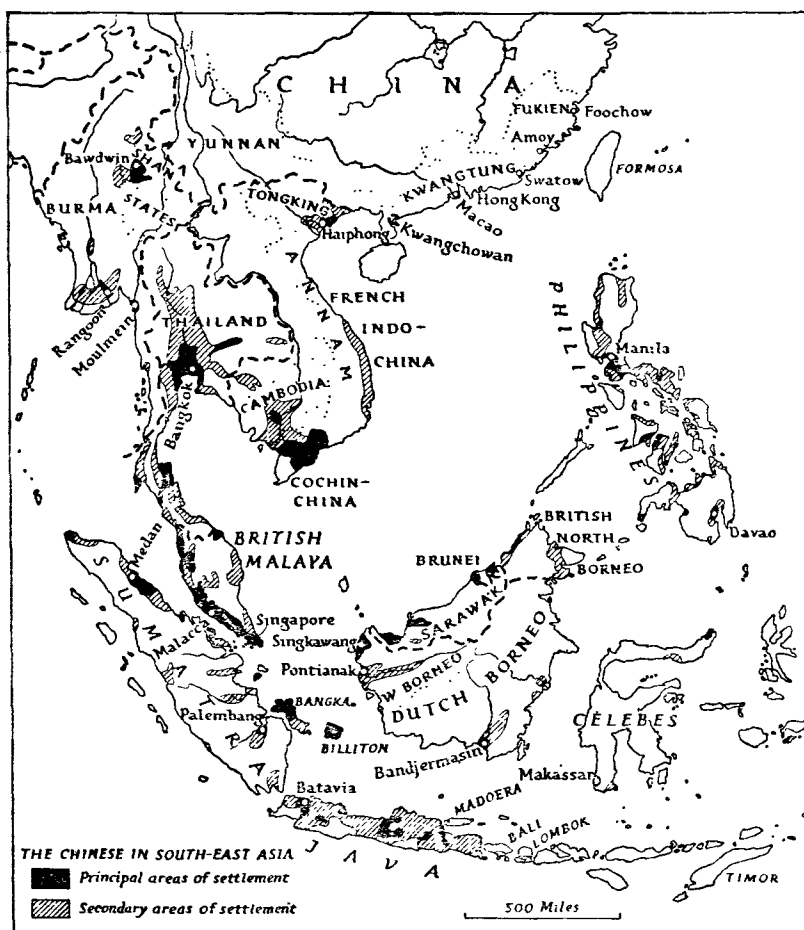 CHINA
FUKIEN
Foochow
Amoy
YUNNAN
FORMOSA
Bawdwin
SHAN
STATES
KWANGTUNG
Swatow
Hong Kong
Macao
TONGKING
BURMA
Haiphong
Kwangchowan
ANNAM
FRENCH
INDO-
CHINA
Rangoon
Moulmein
THAILAND
PHILIPPINES
Manila
Bangkok
CAMBODIA
COCHIN-
CHINA
BRITISH
NORTH
BORNEO
Davao
Medan
BRITISH
MALAYA
BRUNEI
SUMATRA
SARAWAK
Singapore
Malacca
Singkawang
Pontianak
W BORNEO
DUTCH
BORNEO
BANGKA
CELEBES
Palembang
BILLITON
Bandjermasin
Makassar
Batavia
MADOERA
BALI
LOMBOK
JAVA
TIMOR
THE CHINESE IN SOUTH-EAST ASIA
Principal areas of settlement
Secondary areas of settlement
500 Miles